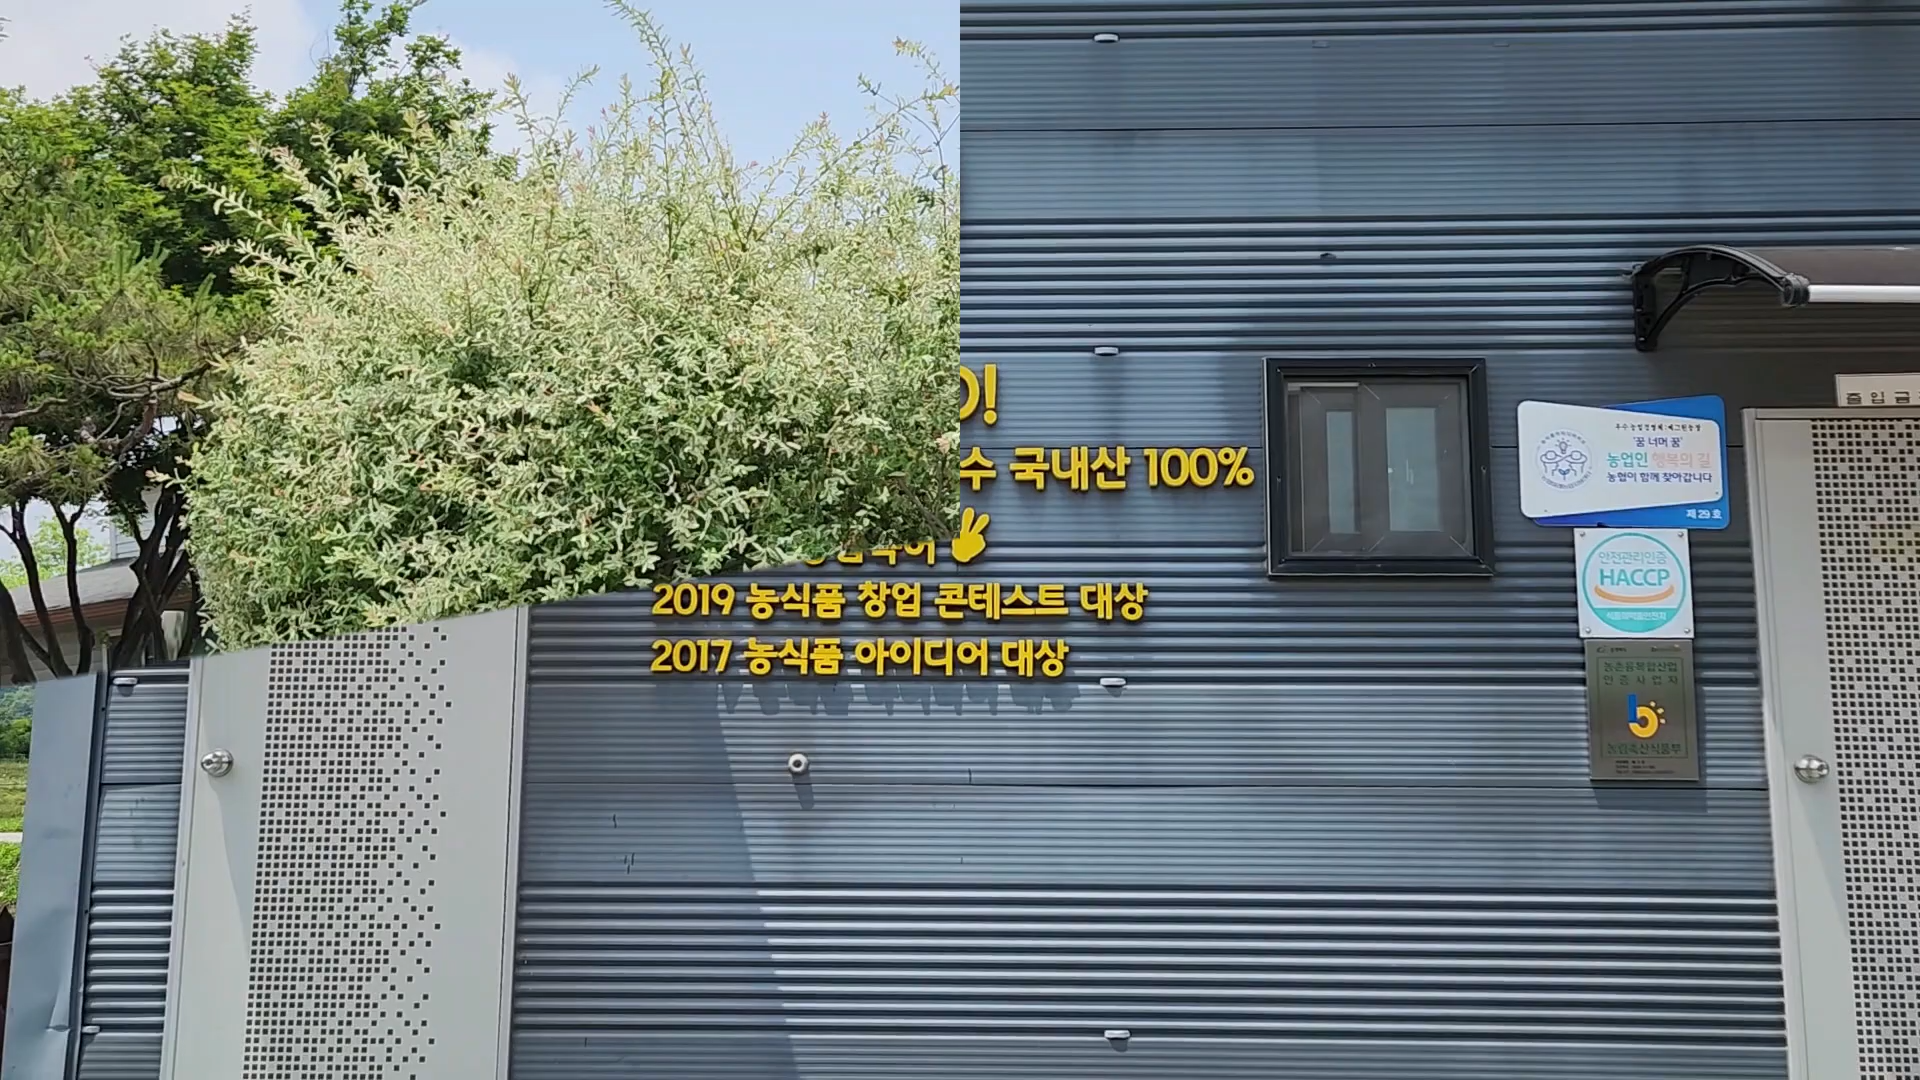 O!
수 국내산 100%
2019 농식품 창업 콘테스트 대상
2017 농식품 아이디어 대상
출입금
'꿈 너머 꿈'
농업인 행복의 길
농협이 함께 찾아갑니다
제29호
안전관리인증
HACCP
식품의약품안전처
농촌융복합산업
인증사업자
농림축산식품부